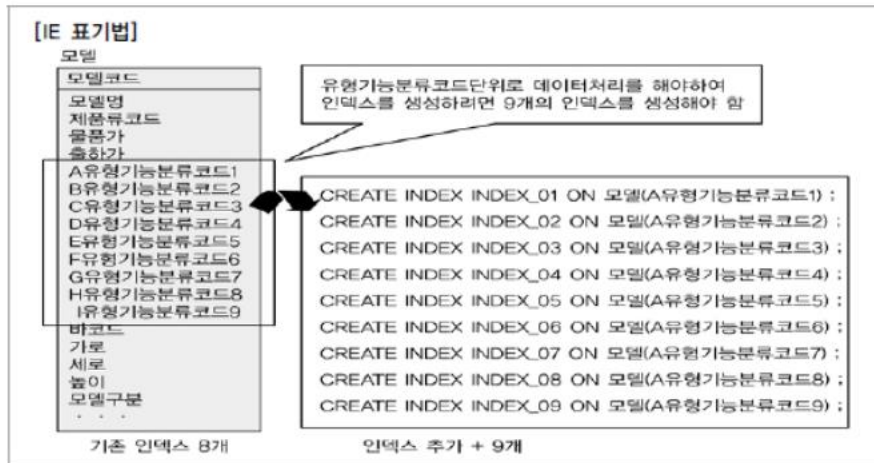 [IE 표기법]
모델
모델코드
모델명
제품류코드
물품가
출하가
A유형기능분류코드1
B유형기능분류코드2
C유형기능분류코드3
D유형기능분류코드4
E유형기능분류코드5
F유형기능분류코드6
G유형기능분류코드7
H유형기능분류코드8
I유형기능분류코드9
바코드
가로
세로
높이
모델구분
. . .
기존 인덱스 8개
유형기능분류코드단위로 데이터처리를 해야하여
인덱스를 생성하려면 9개의 인덱스를 생성해야 함
CREATE INDEX INDEX_01 ON 모델(A유형기능분류코드1) ;
CREATE INDEX INDEX_02 ON 모델(A유형기능분류코드2) ;
CREATE INDEX INDEX_03 ON 모델(A유형기능분류코드3) ;
CREATE INDEX INDEX_04 ON 모델(A유형기능분류코드4) ;
CREATE INDEX INDEX_05 ON 모델(A유형기능분류코드5) ;
CREATE INDEX INDEX_06 ON 모델(A유형기능분류코드6) ;
CREATE INDEX INDEX_07 ON 모델(A유형기능분류코드7) ;
CREATE INDEX INDEX_08 ON 모델(A유형기능분류코드8) ;
CREATE INDEX INDEX_09 ON 모델(A유형기능분류코드9) ;
인덱스 추가 + 9개